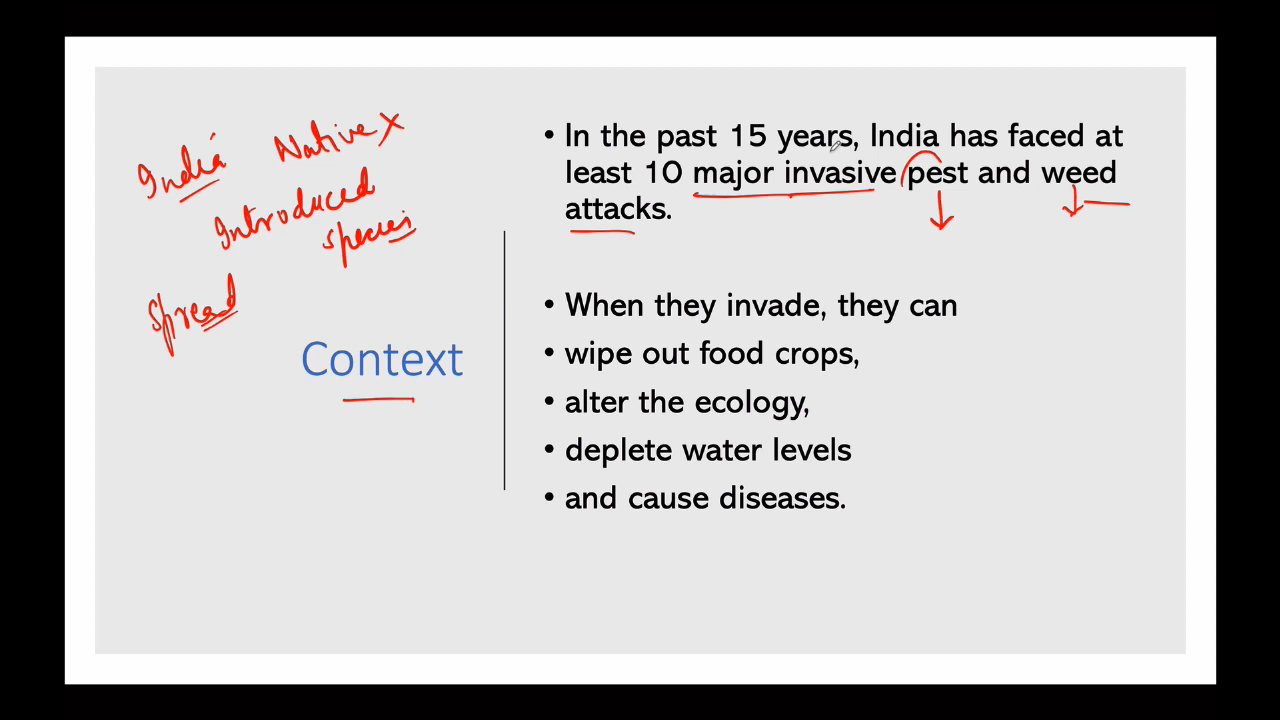 India Native X
Introduced
species
Spread
Context
• In the past 15 years, India has faced at
least 10 major invasive pest and weed
attacks.
• When they invade, they can
• wipe out food crops,
• alter the ecology,
• deplete water levels
• and cause diseases.